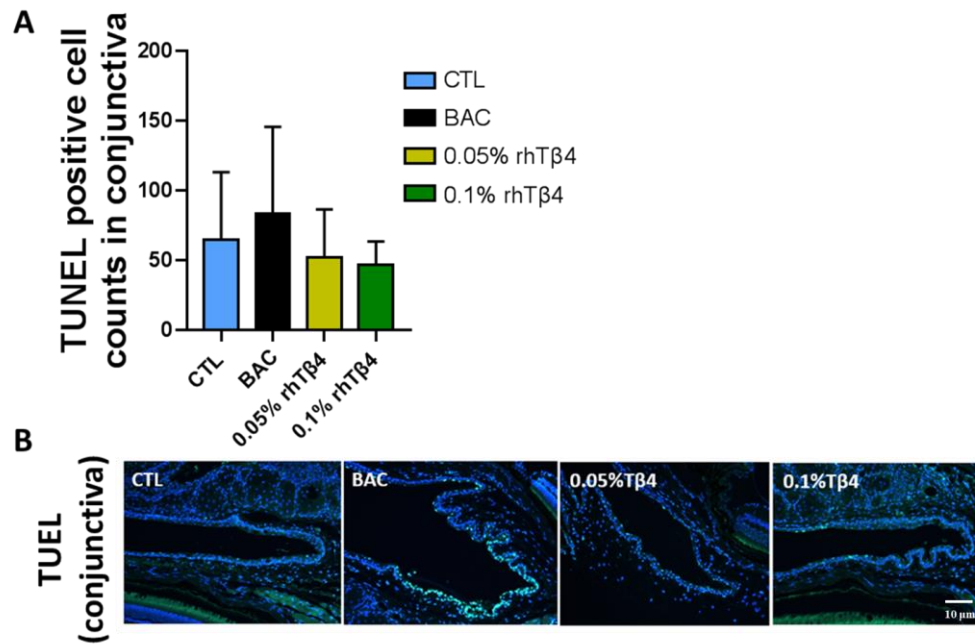 A
TUNEL positive cell
counts in conjunctiva
200
150
100
50
0
CTL
BAC
0.05% rhTβ4
0.1% rhTβ4
CTL
BAC
0.05% rhTβ4
0.1% rhTβ4
B
TUEL
(conjunctiva)
CTL
BAC
0.05%Tβ4
0.1%Tβ4
10 μm